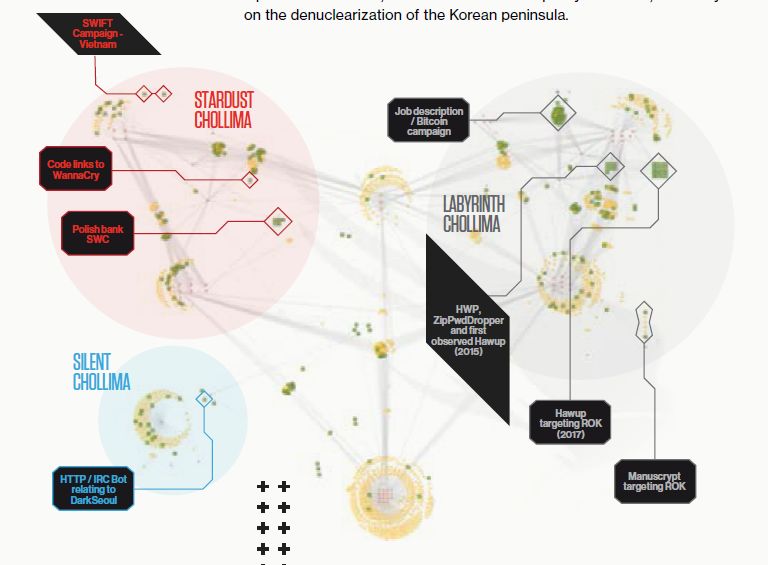 on the denuclearization of the Korean peninsula.
SWIFT
Campaign -
Vietnam
STARDUST
CHOLLIMA
Code links to
WannaCry
Polish bank
SWC
Job description
/ Bitcoin
campaign
LABYRINTH
CHOLLIMA
HWP,
ZipPwdDropper
and first
observed Hawup
(2015)
SILENT
CHOLLIMA
HTTP / IRC Bot
relating to
DarkSeoul
Hawup
targeting ROK
(2017)
Manuscrypt
targeting ROK